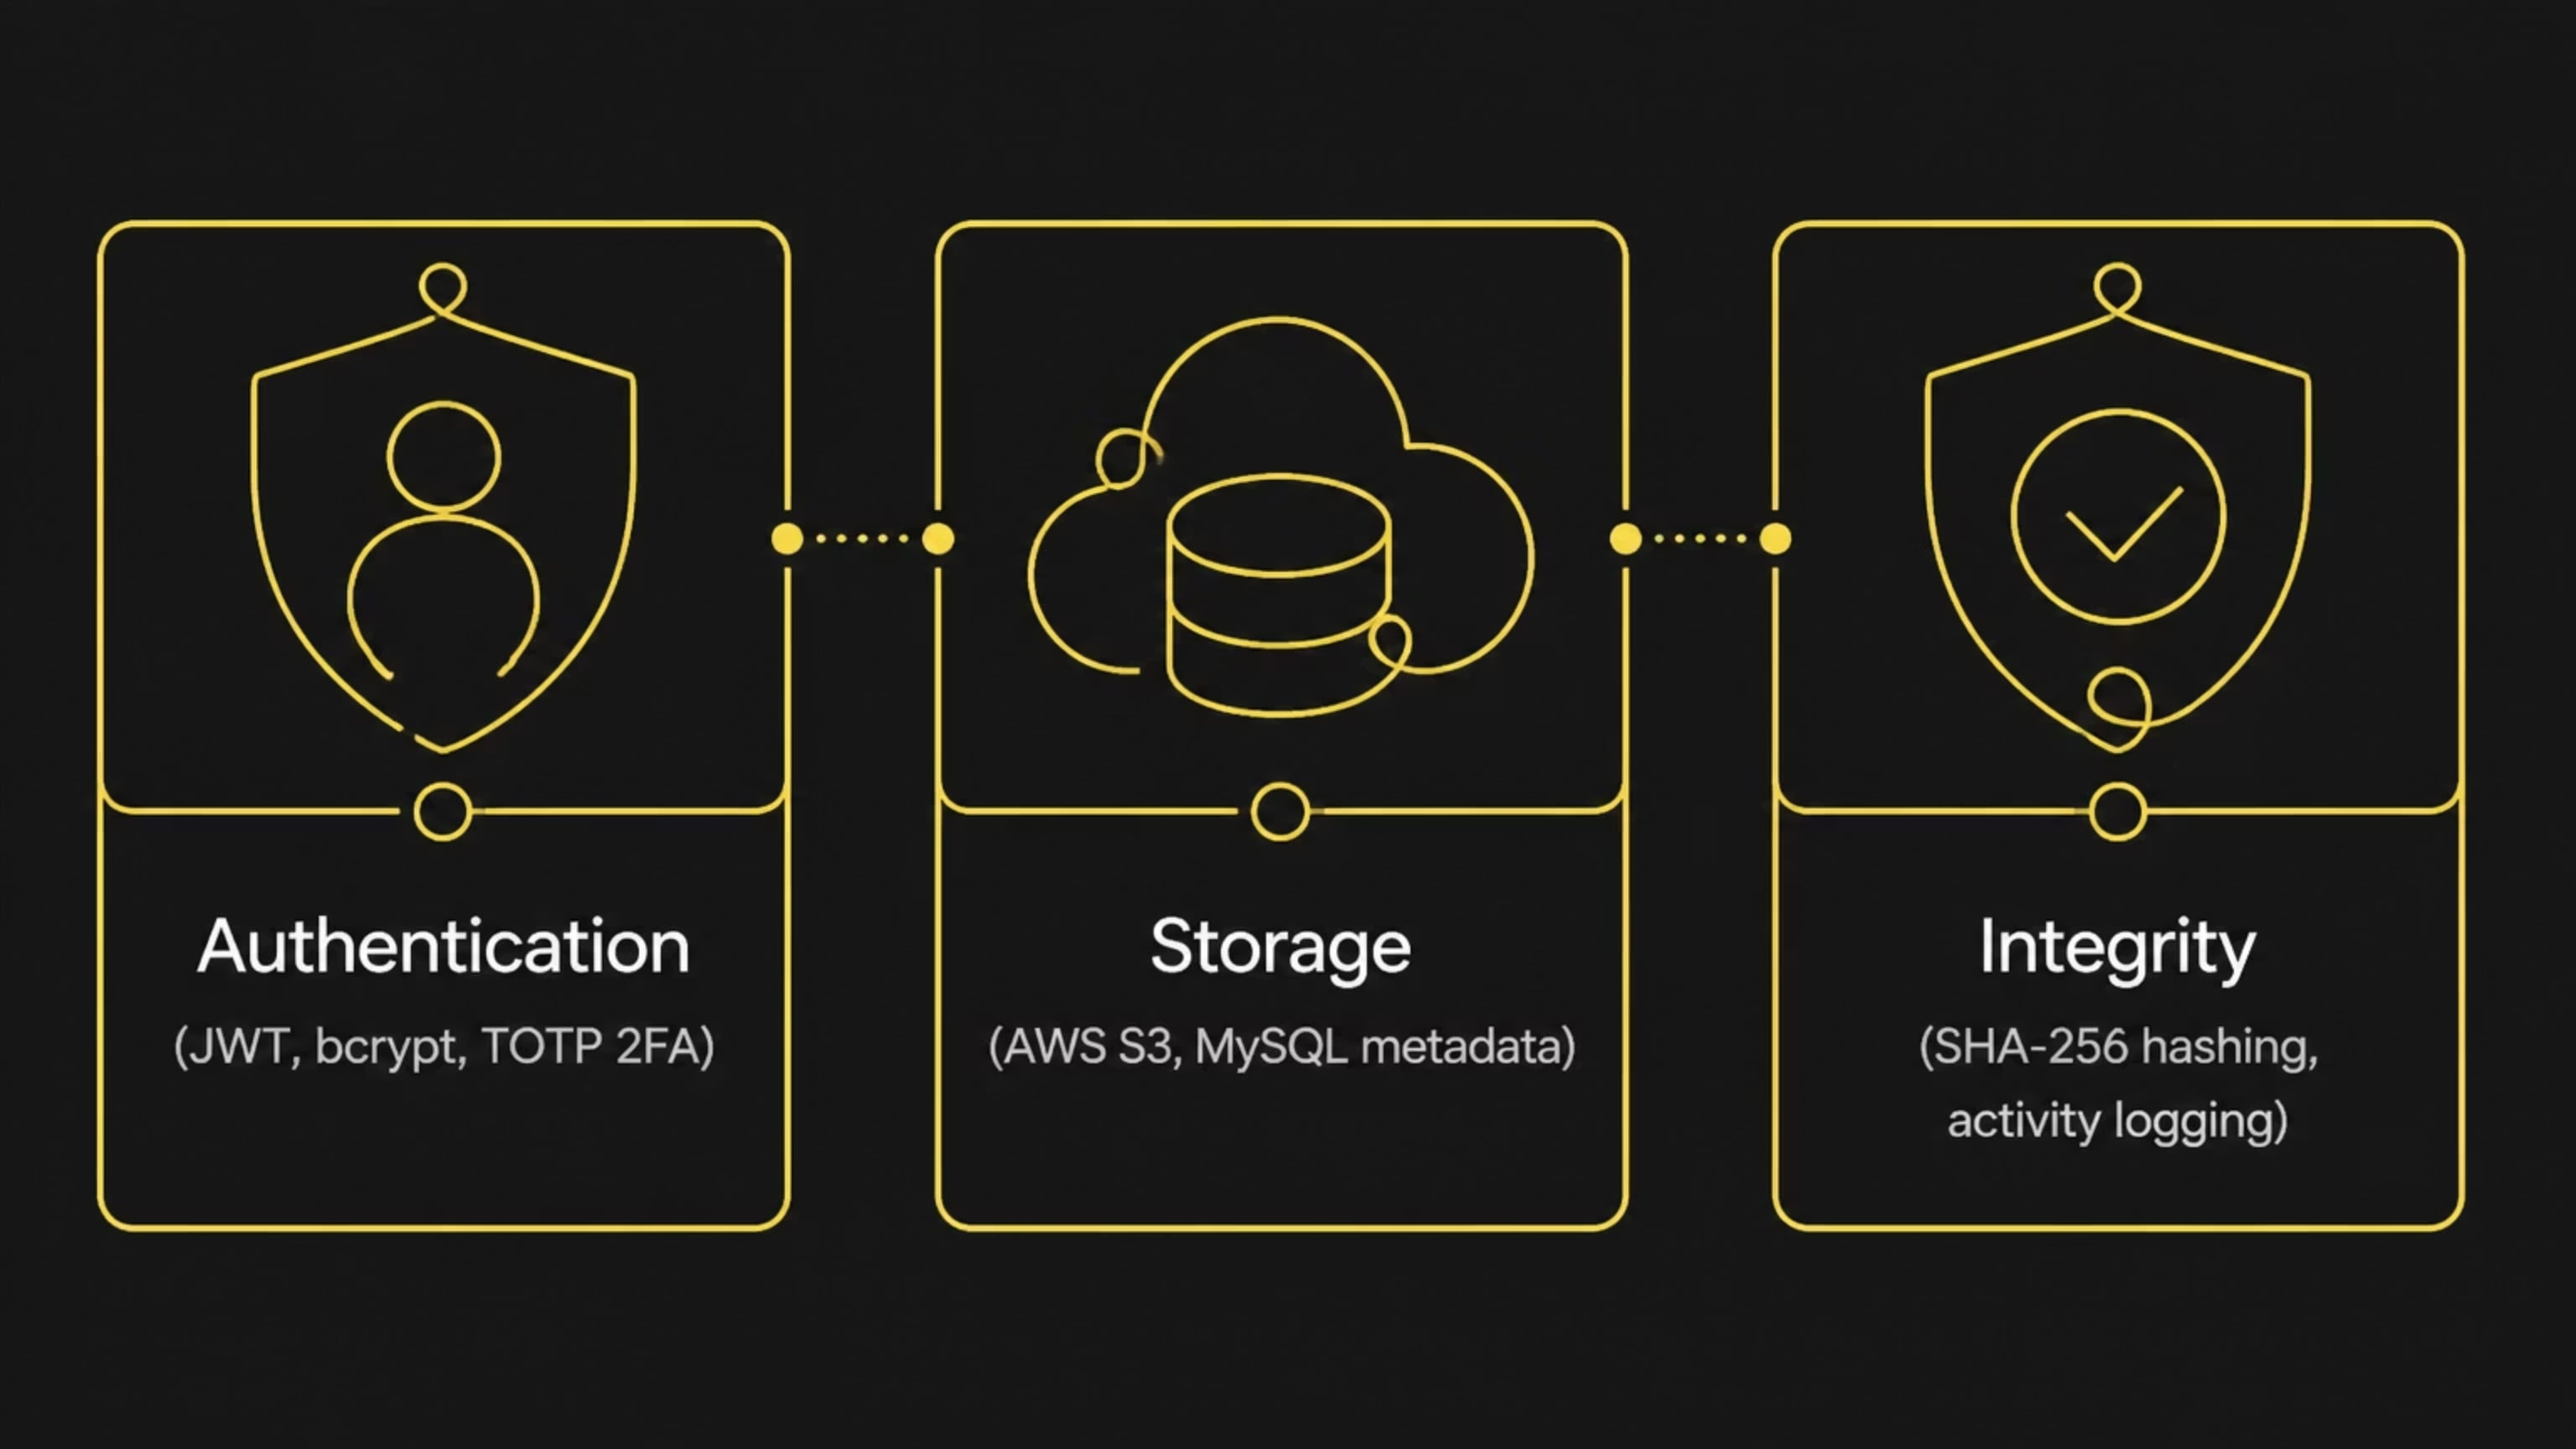 Authentication
(JWT, bcrypt, TOTP 2FA)
Storage
(AWS S3, MySQL metadata)
Integrity
(SHA-256 hashing,
activity logging)